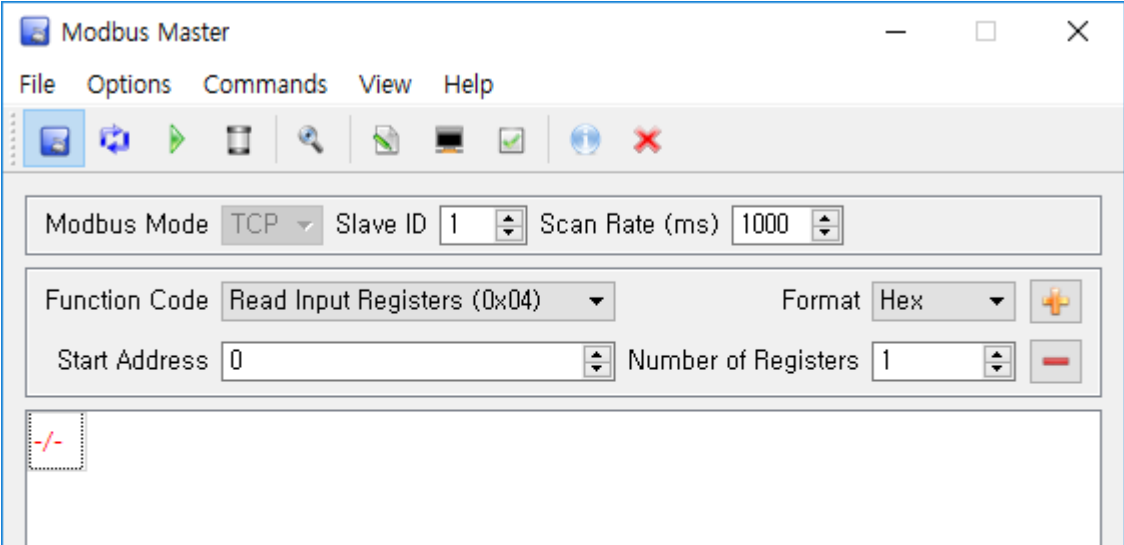 Modbus Master
File Options Commands View Help
Modbus Mode TCP Slave ID 1 Scan Rate (ms) 1000
Function Code Read Input Registers (0x04) Format Hex
Start Address 0 Number of Registers 1
-/-